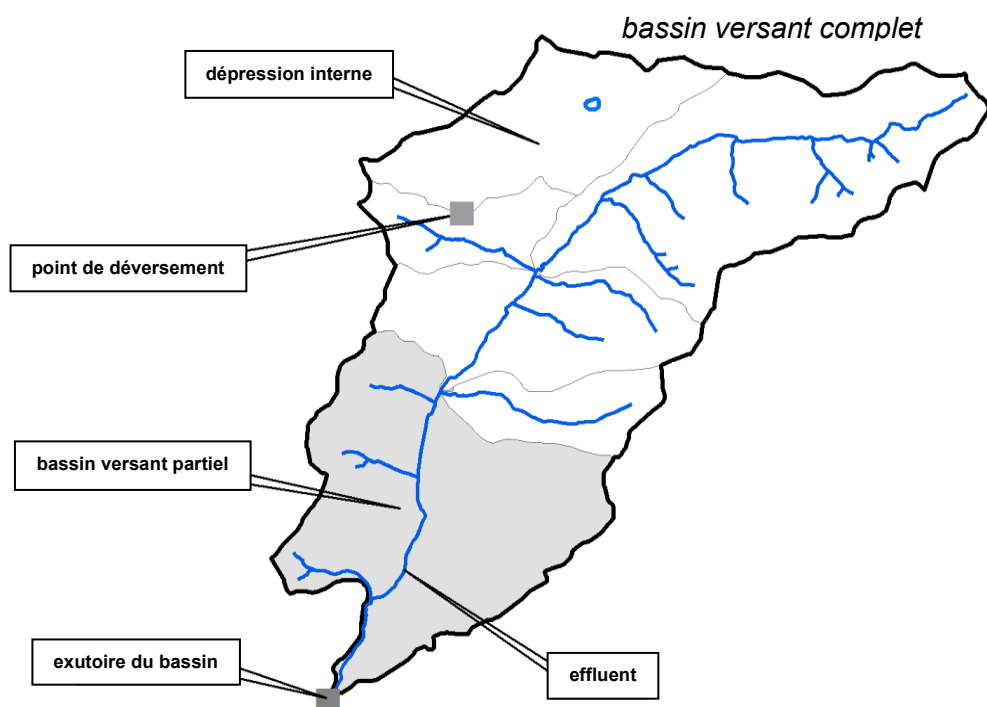 bassin versant complet
dépression interne
point de déversement
bassin versant partiel
exutoire du bassin
effluent